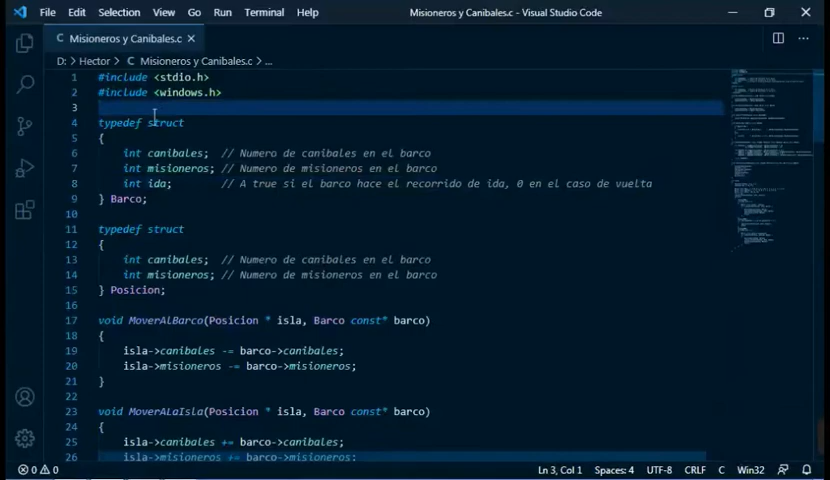 File Edit Selection View Go Run Terminal Help Misioneros y Canibales.c - Visual Studio Code
Misioneros y Canibales.c
D: > Hector > C Misioneros y Canibales.c > ...
1 #include <stdio.h>
2 #include <windows.h>
3
4 typedef struct
5 {
6 int canibales; // Numero de canibales en el barco
7 int misioneros; // Numero de misioneros en el barco
8 int ida; // A true si el barco hace el recorrido de ida, 0 en el caso de vuelta
9 } Barco;
10
11 typedef struct
12 {
13 int canibales; // Numero de canibales en el barco
14 int misioneros; // Numero de misioneros en el barco
15 } Posicion;
16
17 void MoverAlBarco(Posicion * isla, Barco const* barco)
18 {
19 isla->canibales -= barco->canibales;
20 isla->misioneros -= barco->misioneros;
21 }
22
23 void MoverALaIsla(Posicion * isla, Barco const* barco)
24 {
25 isla->canibales += barco->canibales;
26 isla->misioneros += barco->misioneros;
0 0 Ln 3, Col 1 Spaces: 4 UTF-8 CRLF C Win32